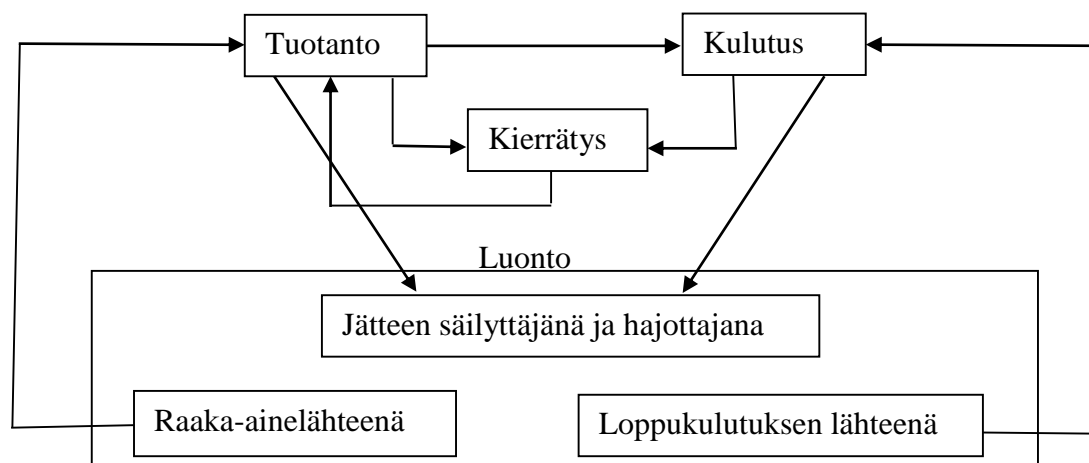 Tuotanto
Kulutus
Kierrätys
Luonto
Jätteen säilyttäjänä ja hajottajana
Raaka-ainelähteenä
Loppukulutuksen lähteenä